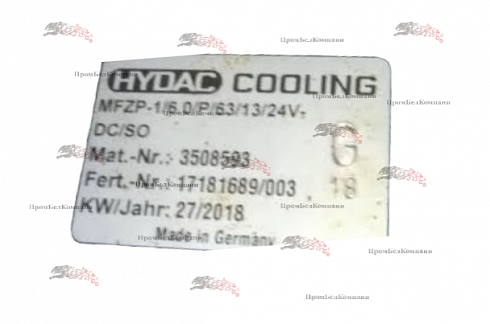 HYDAC COOLING
MFZP-1/6.0/P/63/13/24V-
DC/SO
Mat.-Nr.: 3508593
Fert.-Nr.: 17181689/003
KW/Jahr: 27/2018
Made in Germany
G
18
ПромБелКомпани